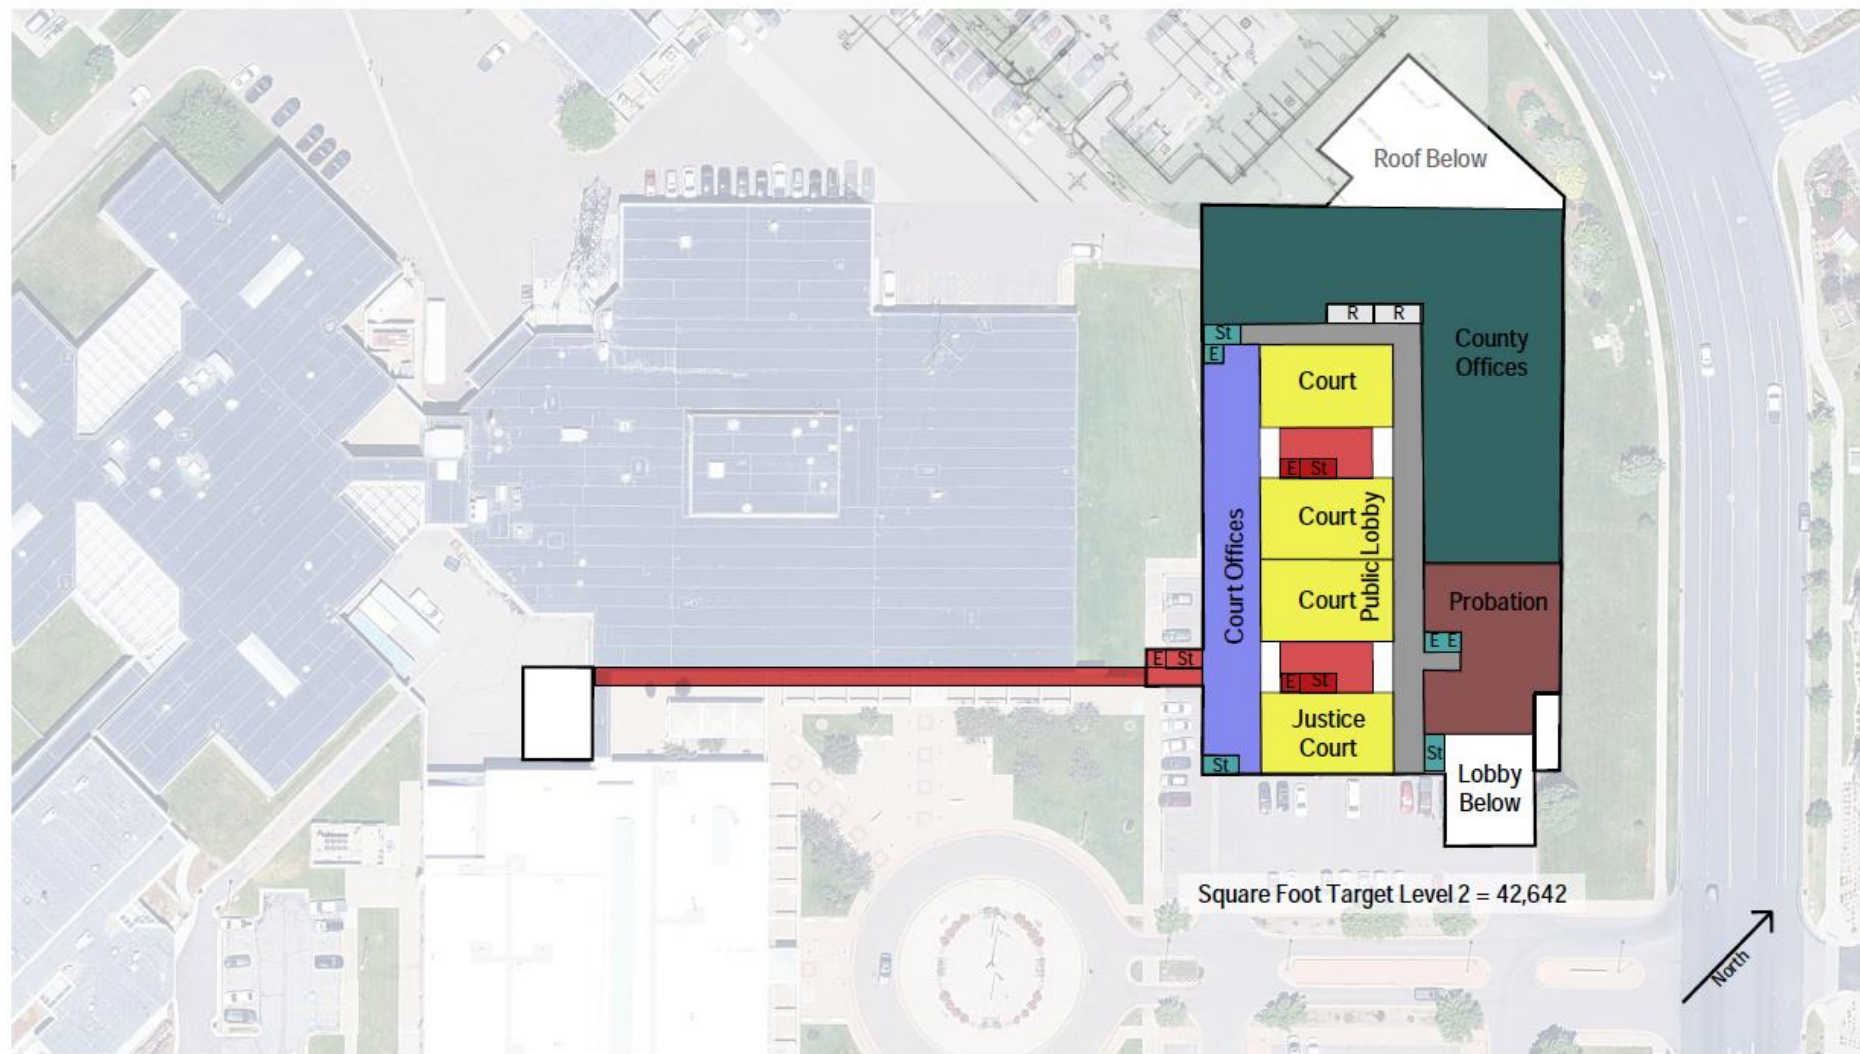 Roof Below
R
R
St
E
County
Offices
Court
E St
Court
Public Lobby
Court Offices
Court
Probation
E E
E St
E St
Justice
Court
St
St
Lobby
Below
Square Foot Target Level 2 = 42,642
North